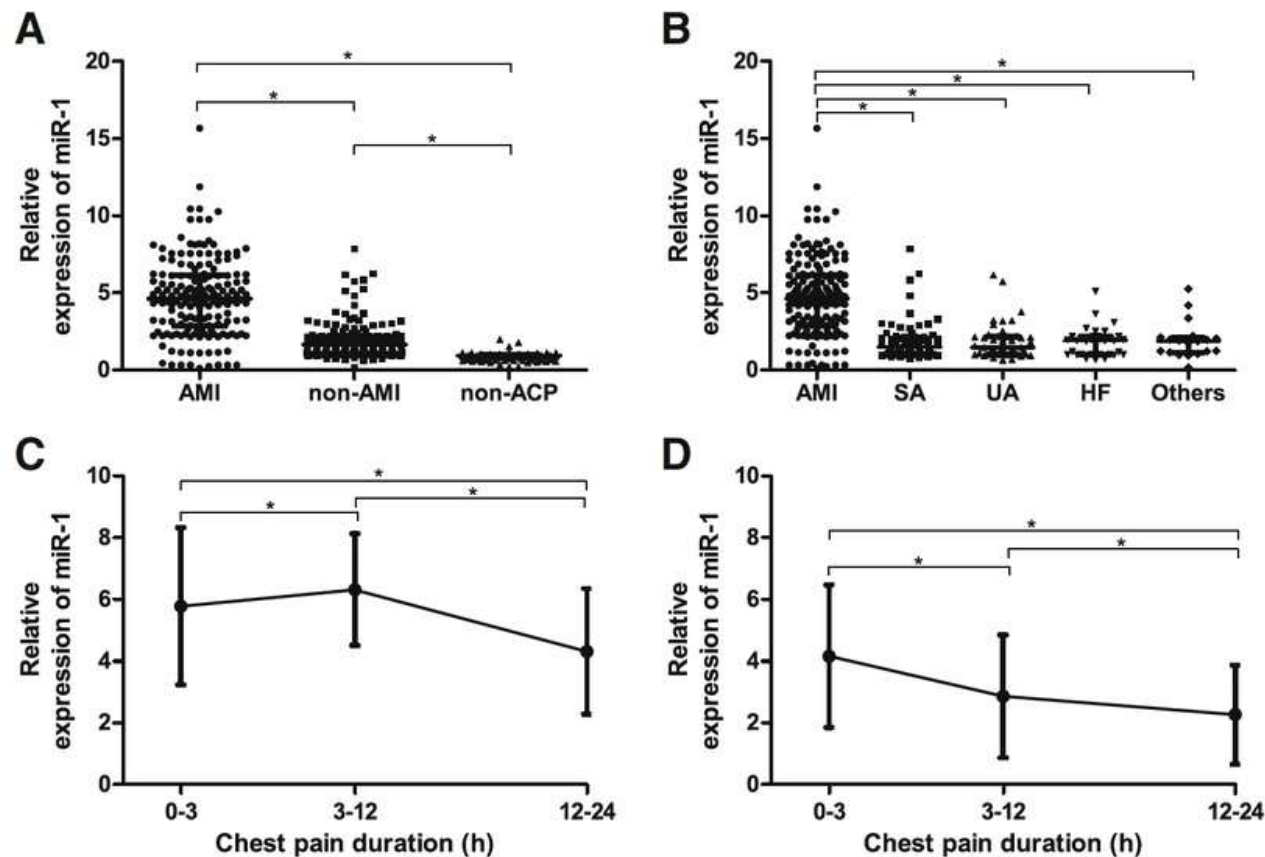 A
Relative
expression of miR-1
20
15
10
5
0
*
*
*
AMI
non-AMI
non-ACP
B
Relative
expression of miR-1
20
15
10
5
0
*
*
*
*
AMI
SA
UA
HF
Others
C
Relative
expression of miR-1
10
8
6
4
2
0
*
*
*
0-3
3-12
12-24
Chest pain duration (h)
D
Relative
expression of miR-1
10
8
6
4
2
0
*
*
*
0-3
3-12
12-24
Chest pain duration (h)